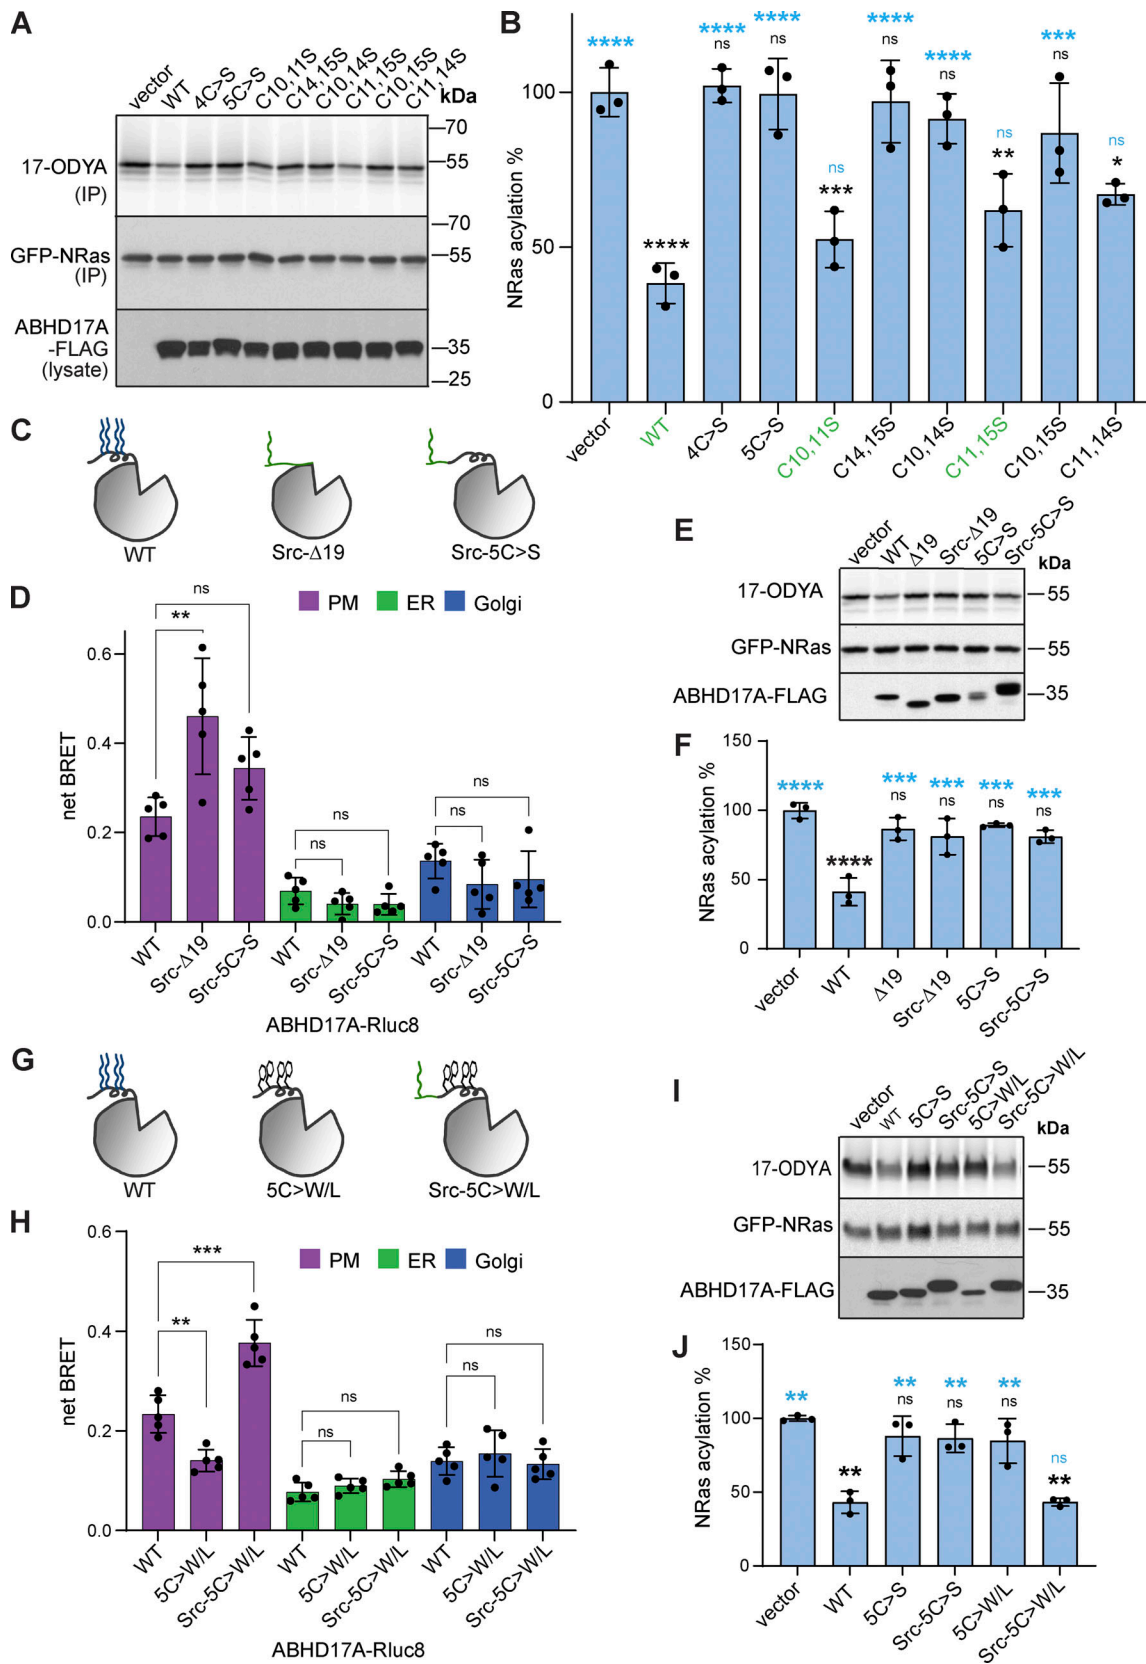 A
vector
WT
4C>S
5C>S
C10,11S
C14,15S
C10,14S
C11,15S
C10,15S
C11,14S
kDa
17-ODYA
(IP)
70
55
GFP-NRas
(IP)
70
55
ABHD17A
-FLAG
(lysate)
35
25
B
NRas acylation %
100
50
0
****
****
****
ns
****
ns
ns
***
****
ns
****
ns
ns
**
***
ns
ns
*
vector
WT
4C>S
5C>S
C10,11S
C14,15S
C10,14S
C11,15S
C10,15S
C11,14S
C
WT
Src-Δ19
Src-5C>S
D
PM
ER
Golgi
net BRET
0.6
0.4
0.2
0.0
ns
**
ns
ns
ns
ns
WT
Src-Δ19
Src-5C>S
WT
Src-Δ19
Src-5C>S
WT
Src-Δ19
Src-5C>S
ABHD17A-Rluc8
E
vector
WT
Δ19
Src-Δ19
5C>S
Src-5C>S
kDa
17-ODYA
55
GFP-NRas
55
ABHD17A-FLAG
35
F
NRas acylation %
150
100
50
0
****
****
***
ns
***
ns
***
ns
***
ns
vector
WT
Δ19
Src-Δ19
5C>S
Src-5C>S
G
WT
5C>W/L
Src-5C>W/L
H
PM
ER
Golgi
net BRET
0.6
0.4
0.2
0.0
***
**
ns
ns
ns
ns
WT
5C>W/L
Src-5C>W/L
WT
5C>W/L
Src-5C>W/L
WT
5C>W/L
Src-5C>W/L
ABHD17A-Rluc8
I
vector
WT
5C>S
Src-5C>S
5C>W/L
Src-5C>W/L
kDa
17-ODYA
55
GFP-NRas
55
ABHD17A-FLAG
35
J
NRas acylation %
150
100
50
0
**
**
**
ns
**
ns
**
ns
ns
**
vector
WT
5C>S
Src-5C>S
5C>W/L
Src-5C>W/L